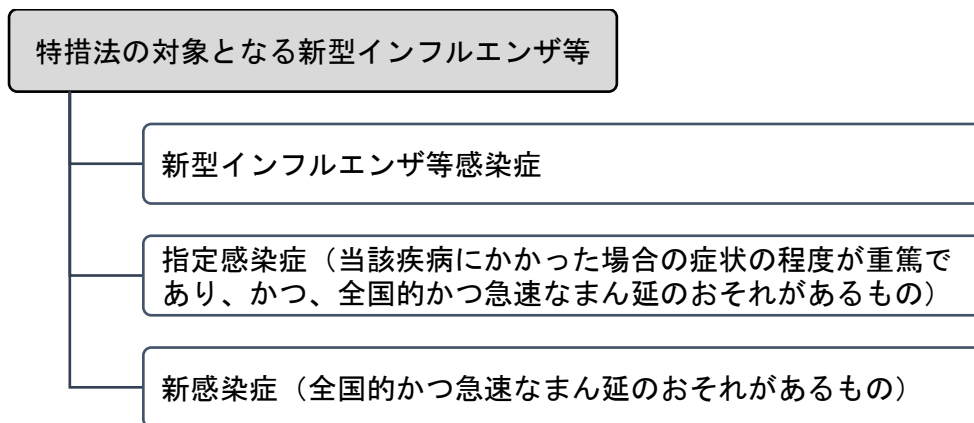 特措法の対象となる新型インフルエンザ等
新型インフルエンザ等感染症
指定感染症（当該疾病にかかった場合の症状の程度が重篤で
あり、かつ、全国的かつ急速なまん延のおそれがあるもの）
新感染症（全国的かつ急速なまん延のおそれがあるもの）